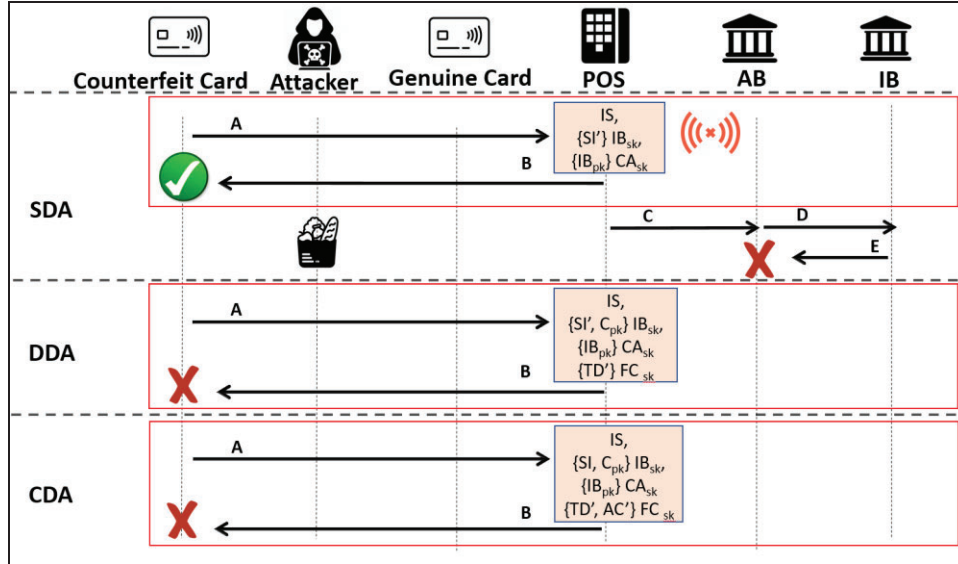 Counterfeit Card Attacker Genuine Card POS AB IB
SDA
A
IS,
{SI'} IBsk,
{IBpk} CAsk
B
C
D
E
DDA
A
IS,
{SI', Cpk} IBsk,
{IBpk} CAsk
{TD'} FC sk
B
CDA
A
IS,
{SI, Cpk} IBsk,
{IBpk} CAsk
{TD', AC'} FC sk
B